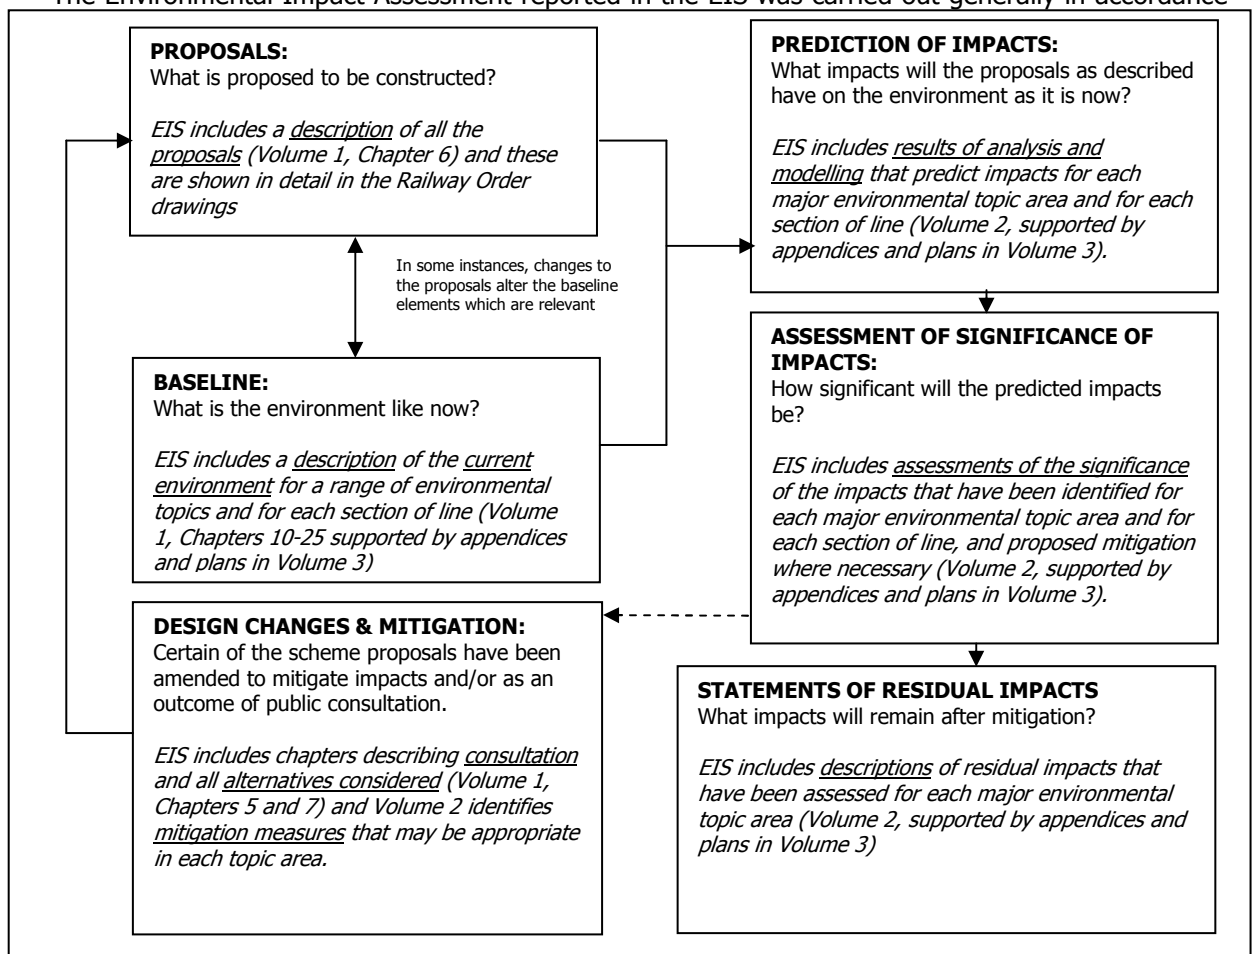 The Environmental Impact Assessment reported in the EIS was carried out generally in accordance
PROPOSALS:
What is proposed to be constructed?
EIS includes a description of all the
proposals (Volume 1, Chapter 6) and these
are shown in detail in the Railway Order
drawings
In some instances, changes to
the proposals alter the baseline
elements which are relevant
BASELINE:
What is the environment like now?
EIS includes a description of the current
environment for a range of environmental
topics and for each section of line (Volume
1, Chapters 10-25 supported by appendices
and plans in Volume 3)
DESIGN CHANGES & MITIGATION:
Certain of the scheme proposals have been
amended to mitigate impacts and/or as an
outcome of public consultation.
EIS includes chapters describing consultation
and all alternatives considered (Volume 1,
Chapters 5 and 7) and Volume 2 identifies
mitigation measures that may be appropriate
in each topic area.
PREDICTION OF IMPACTS:
What impacts will the proposals as described
have on the environment as it is now?
EIS includes results of analysis and
modelling that predict impacts for each
major environmental topic area and for each
section of line (Volume 2, supported by
appendices and plans in Volume 3).
ASSESSMENT OF SIGNIFICANCE OF
IMPACTS:
How significant will the predicted impacts
be?
EIS includes assessments of the significance
of the impacts that have been identified for
each major environmental topic area and for
each section of line, and proposed mitigation
where necessary (Volume 2, supported by
appendices and plans in Volume 3).
STATEMENTS OF RESIDUAL IMPACTS
What impacts will remain after mitigation?
EIS includes descriptions of residual impacts that
have been assessed for each major environmental
topic area (Volume 2, supported by appendices and
plans in Volume 3)